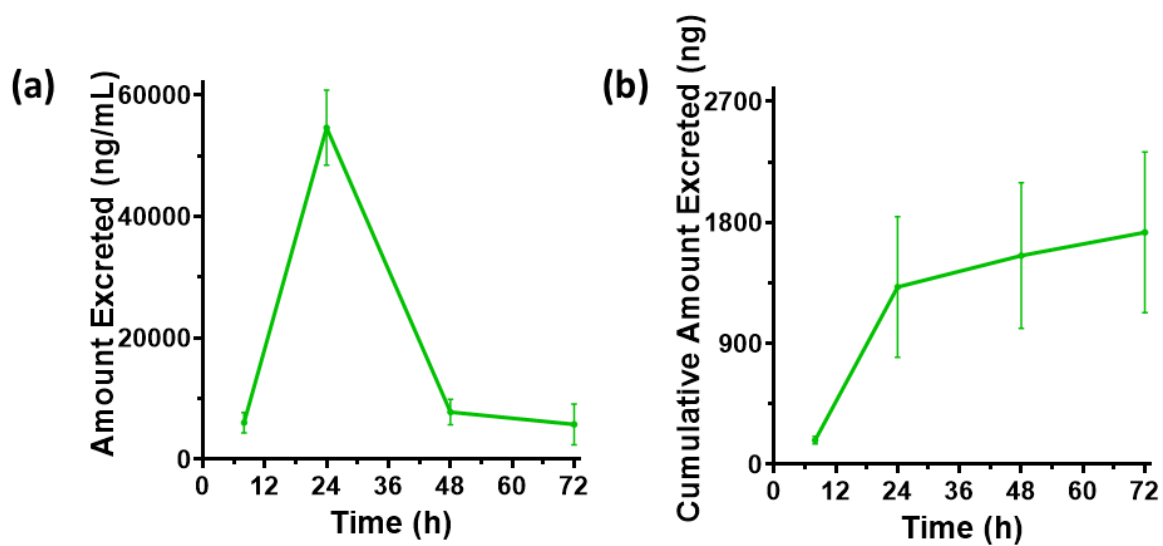 (a)
Amount Excreted (ng/mL)
60000
40000
20000
0
0 12 24 36 48 60 72
Time (h)
(b)
Cumulative Amount Excreted (ng)
2700
1800
900
0
0 12 24 36 48 60 72
Time (h)